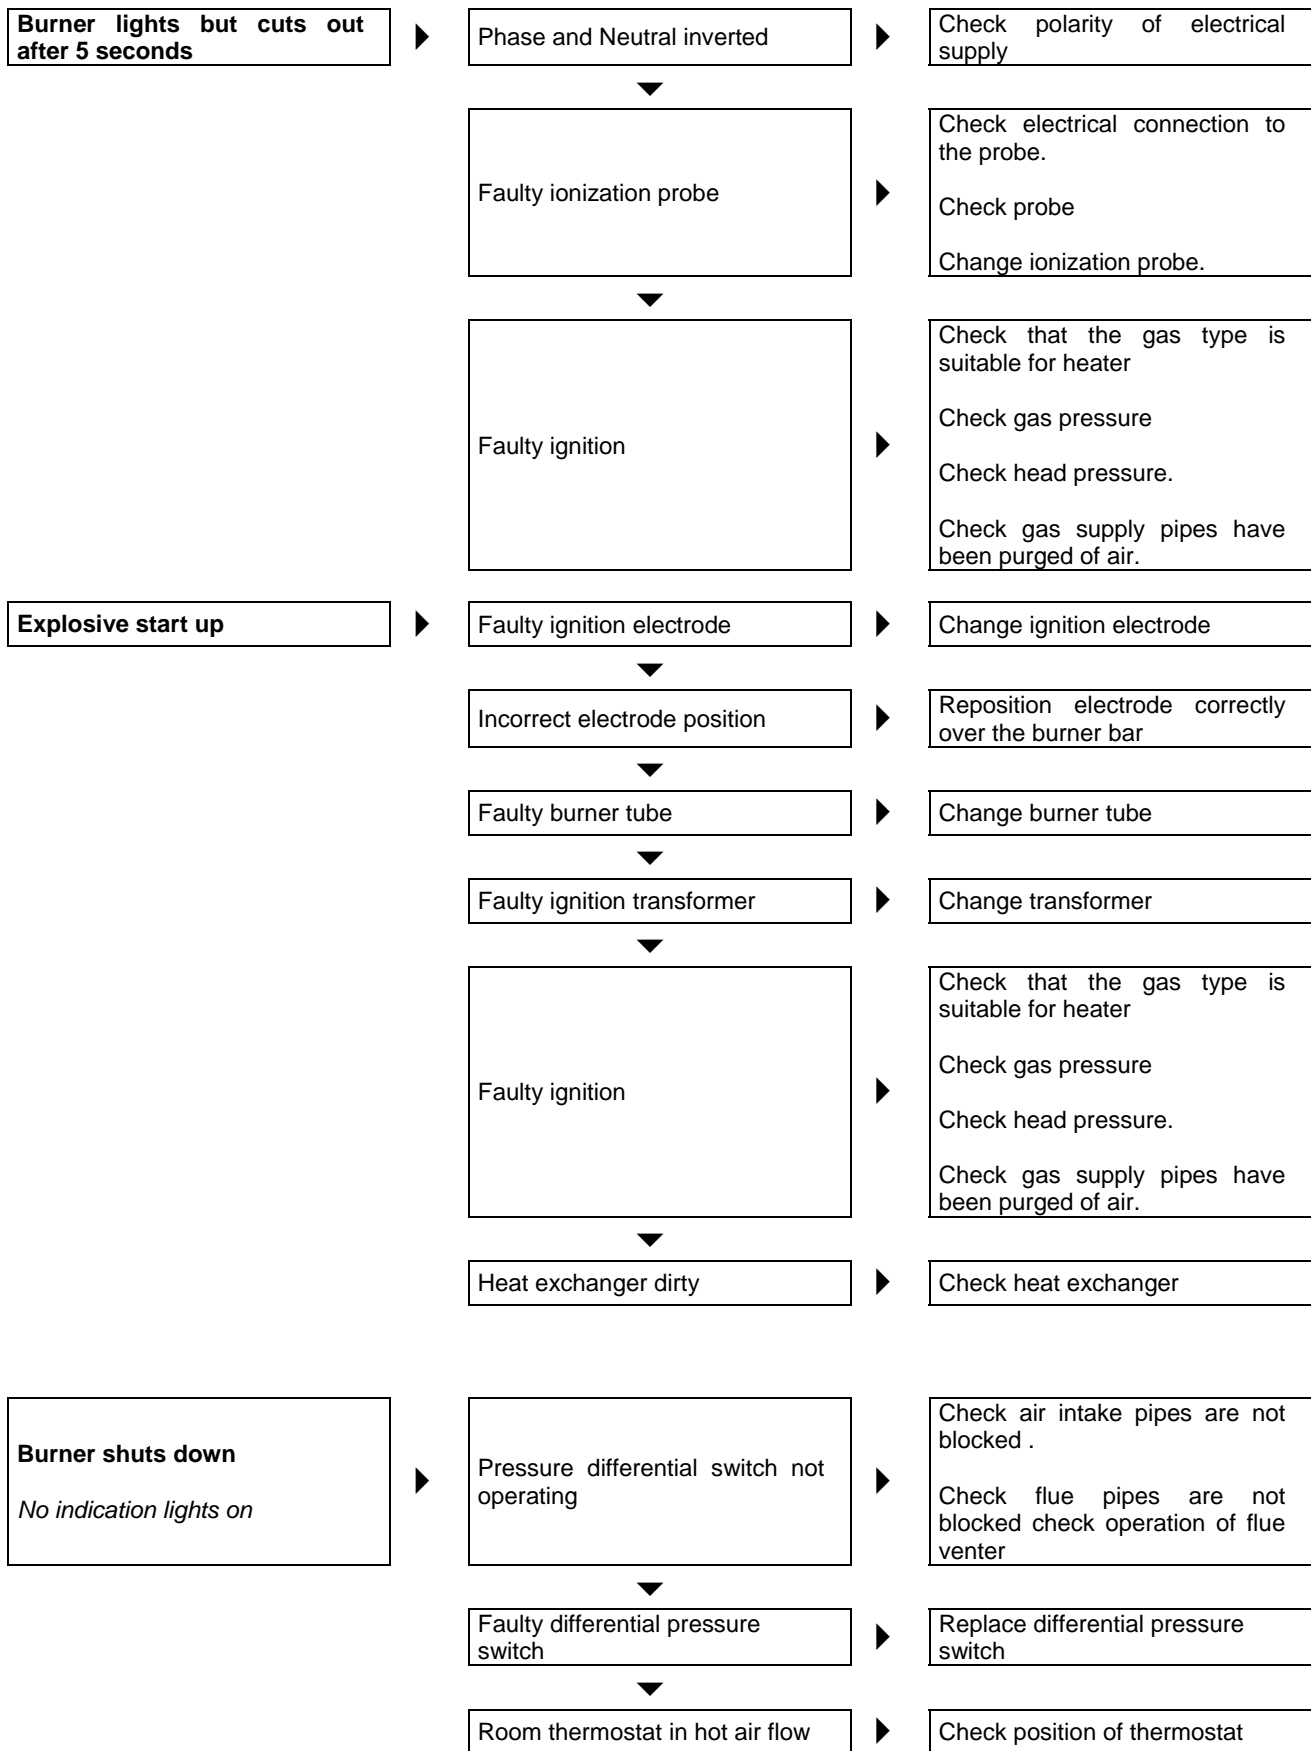 Burner lights but cuts out
after 5 seconds
Phase and Neutral inverted
Check polarity of electrical
supply
Faulty ionization probe
Check electrical connection to
the probe.
Check probe
Change ionization probe.
Faulty ignition
Check that the gas type is
suitable for heater
Check gas pressure
Check head pressure.
Check gas supply pipes have
been purged of air.
Explosive start up
Faulty ignition electrode
Change ignition electrode
Incorrect electrode position
Reposition electrode correctly
over the burner bar
Faulty burner tube
Change burner tube
Faulty ignition transformer
Change transformer
Faulty ignition
Check that the gas type is
suitable for heater
Check gas pressure
Check head pressure.
Check gas supply pipes have
been purged of air.
Heat exchanger dirty
Check heat exchanger
Burner shuts down
No indication lights on
Pressure differential switch not
operating
Check air intake pipes are not
blocked .
Check flue pipes are not
blocked check operation of flue
venter
Faulty differential pressure
switch
Replace differential pressure
switch
Room thermostat in hot air flow
Check position of thermostat